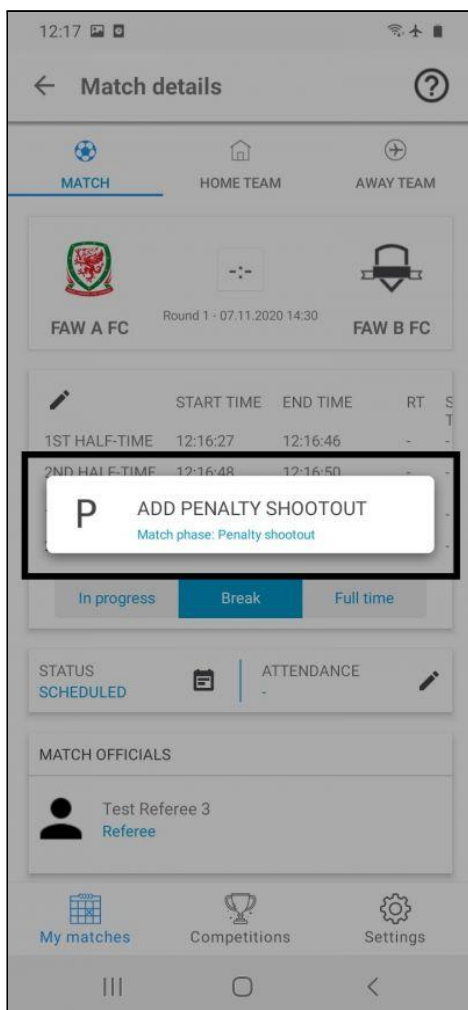 12:17
Match details
?
MATCH HOME TEAM AWAY TEAM
-:-
Round 1 - 07.11.2020 14:30
FAW A FC FAW B FC
START TIME END TIME RT S
T
1ST HALF-TIME 12:16:27 12:16:46 - -
2ND HALF-TIME 12:16:48 12:16:50 - -
P ADD PENALTY SHOOTOUT
Match phase: Penalty shootout
In progress Break Full time
STATUS ATTENDANCE
SCHEDULED -
MATCH OFFICIALS
Test Referee 3
Referee
My matches Competitions Settings